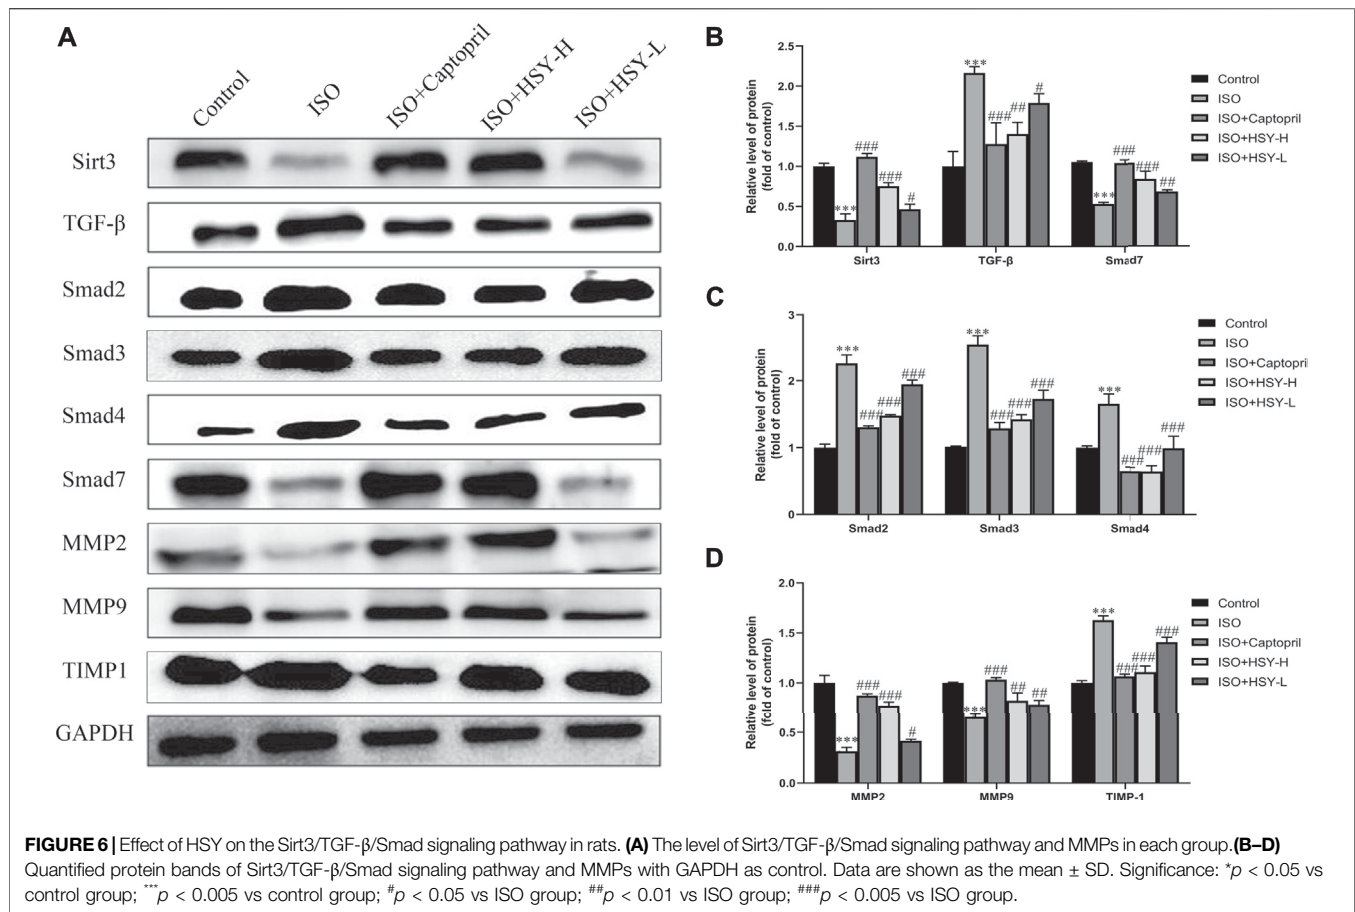 A
Control
ISO
ISO+Captopril
ISO+HSY-H
ISO+HSY-L
Sirt3
TGF-β
Smad2
Smad3
Smad4
Smad7
MMP2
MMP9
TIMP1
GAPDH
B
Relative level of protein
(fold of control)
2.5
2.0
1.5
1.0
0.5
0.0
***
###
###
#
***
###
##
#
***
###
###
##
Sirt3
TGF-β
Smad7
Control
ISO
ISO+Captopril
ISO+HSY-H
ISO+HSY-L
C
Relative level of protein
(fold of control)
3
2
1
0
***
###
###
###
***
###
###
###
***
###
###
###
Smad2
Smad3
Smad4
Control
ISO
ISO+Captopril
ISO+HSY-H
ISO+HSY-L
D
Relative level of protein
(fold of control)
2.0
1.5
1.0
0.5
0.0
***
###
###
#
***
###
##
##
***
###
###
###
MMP2
MMP9
TIMP-1
Control
ISO
ISO+Captopril
ISO+HSY-H
ISO+HSY-L
FIGURE 6 | Effect of HSY on the Sirt3/TGF-β/Smad signaling pathway in rats. (A) The level of Sirt3/TGF-β/Smad signaling pathway and MMPs in each group.(B–D)
Quantified protein bands of Sirt3/TGF-β/Smad signaling pathway and MMPs with GAPDH as control. Data are shown as the mean ± SD. Significance: *p < 0.05 vs
control group; ***p < 0.005 vs control group; #p < 0.05 vs ISO group; ##p < 0.01 vs ISO group; ###p < 0.005 vs ISO group.